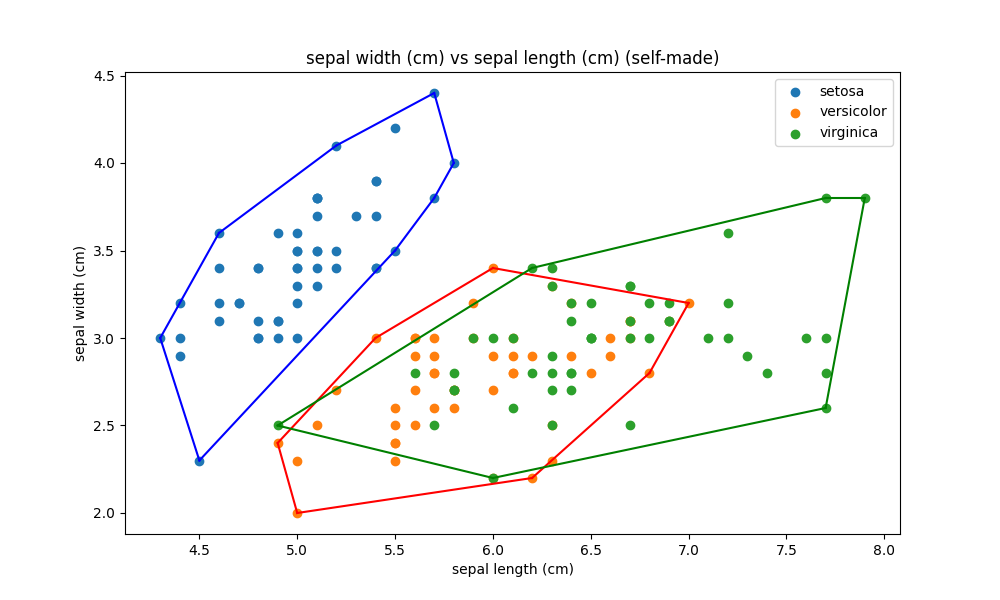 sepal width (cm) vs sepal length (cm) (self-made)
setosa
versicolor
virginica
4.5
4.0
3.5
3.0
2.5
2.0
sepal width (cm)
4.5
5.0
5.5
6.0
6.5
7.0
7.5
8.0
sepal length (cm)